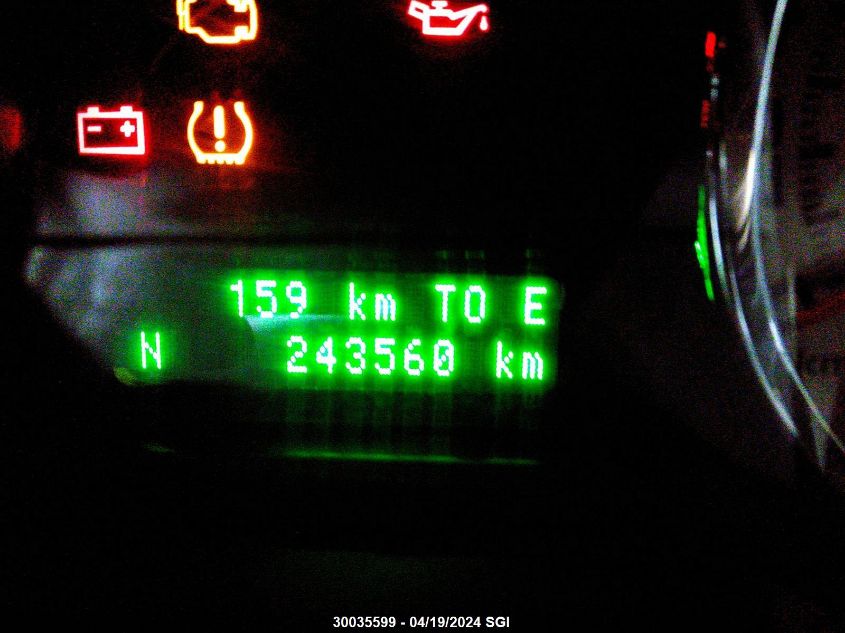 159 km TO E
N 243560 km
30035599 - 04/19/2024 SGI